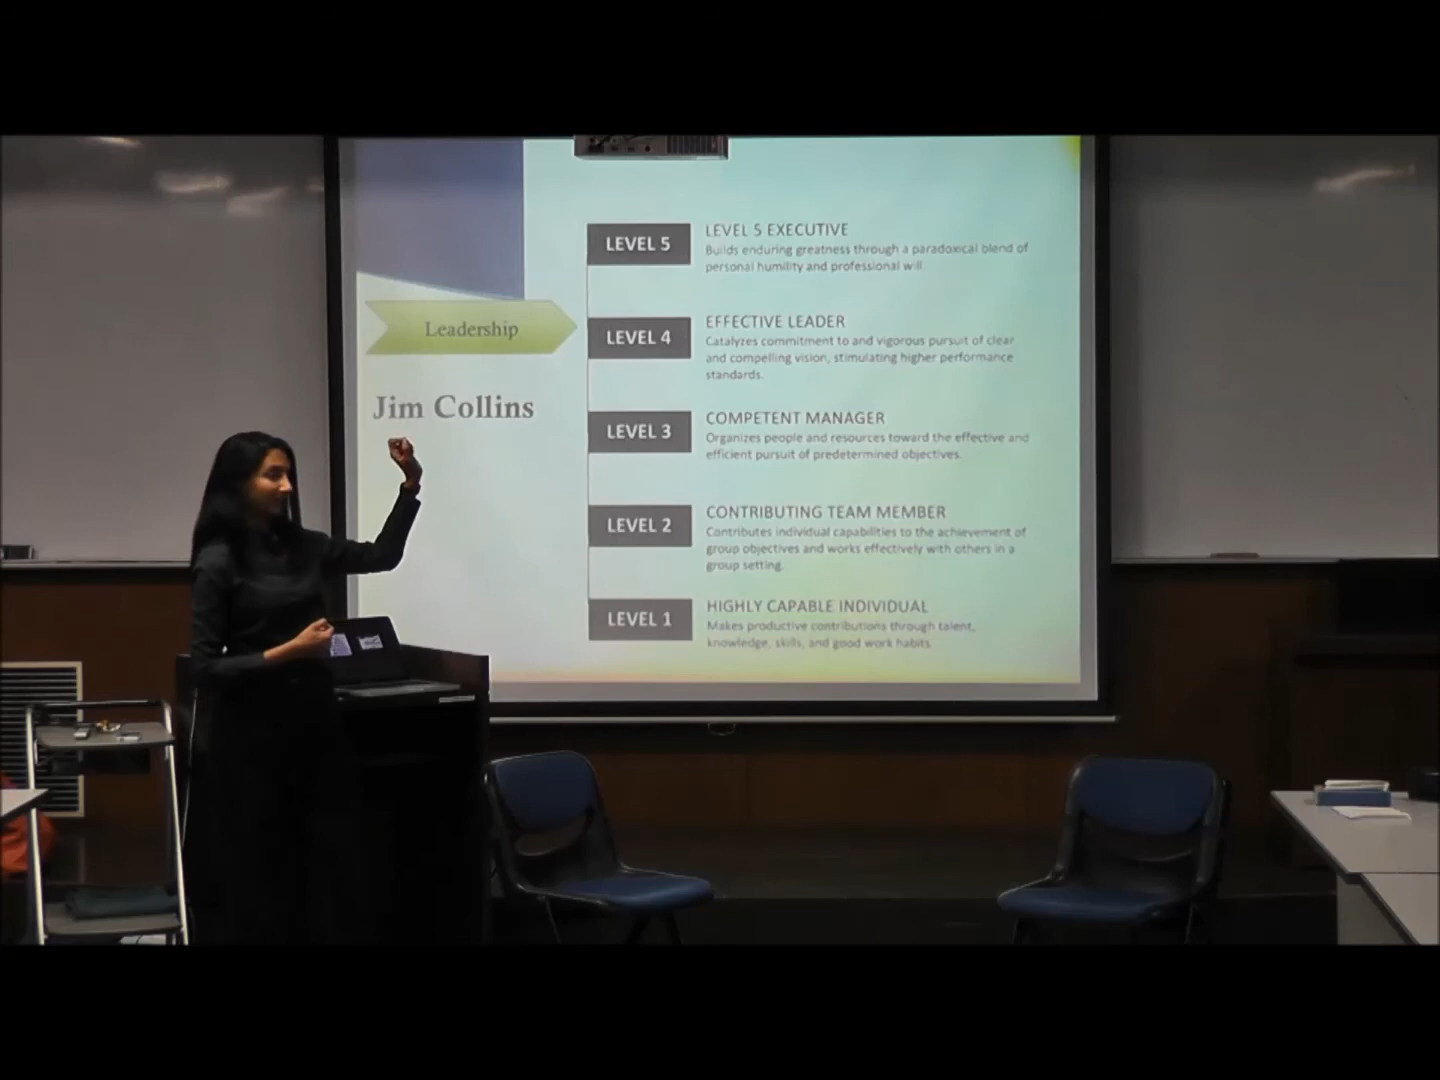 LEVEL 5
LEVEL 5 EXECUTIVE
Builds enduring greatness through a paradoxical blend of
personal humility and professional will
Leadership
Jim Collins
LEVEL 4
EFFECTIVE LEADER
Catalyzes commitment to and vigorous pursuit of clear
and compelling vision, stimulating higher performance
standards.
LEVEL 3
COMPETENT MANAGER
Organizes people and resources toward the effective and
efficient pursuit of predetermined objectives.
LEVEL 2
CONTRIBUTING TEAM MEMBER
Contributes individual capabilities to the achievement of
group objectives and works effectively with others in a
group setting.
LEVEL 1
HIGHLY CAPABLE INDIVIDUAL
Makes productive contributions through talent,
knowledge, skills, and good work habits.